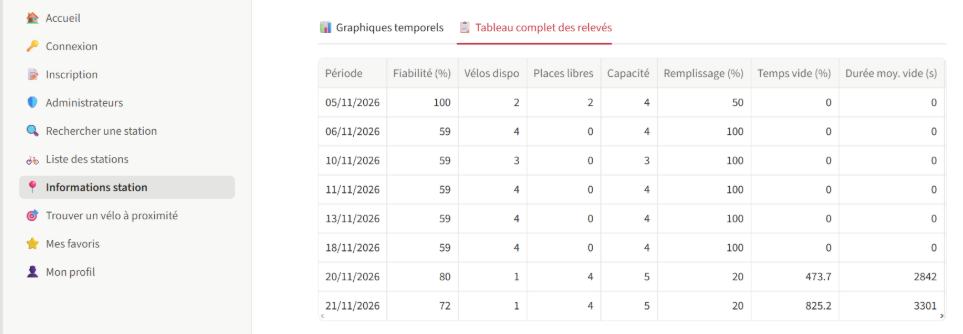 Accueil
Connexion
Inscription
Administrateurs
Rechercher une station
Liste des stations
Informations station
Trouver un vélo à proximité
Mes favoris
Mon profil
Graphiques temporels Tableau complet des relevés
Période Fiabilité (%) Vélos dispo Places libres Capacité Remplissage (%) Temps vide (%) Durée moy. vide (s)
05/11/2026 100 2 2 4 50 0 0
06/11/2026 59 4 0 4 100 0 0
10/11/2026 59 3 0 3 100 0 0
11/11/2026 59 4 0 4 100 0 0
13/11/2026 59 4 0 4 100 0 0
18/11/2026 59 4 0 4 100 0 0
20/11/2026 80 1 4 5 20 473.7 2842
21/11/2026 72 1 4 5 20 825.2 3301